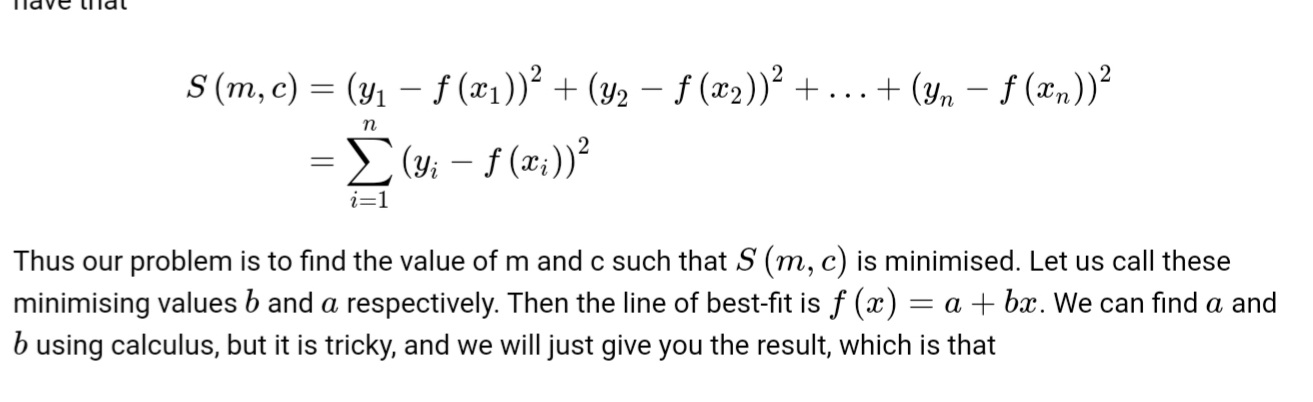 have that
S (m, c) = (y₁ − f (x₁))² + (y₂ − f (x₂))² + . . . + (yₙ − f (xₙ))²
= ∑ᵢ₌₁ⁿ (yᵢ − f (xᵢ))²
Thus our problem is to find the value of m and c such that S (m, c) is minimised. Let us call these
minimising values b and a respectively. Then the line of best-fit is f (x) = a + bx. We can find a and
b using calculus, but it is tricky, and we will just give you the result, which is that